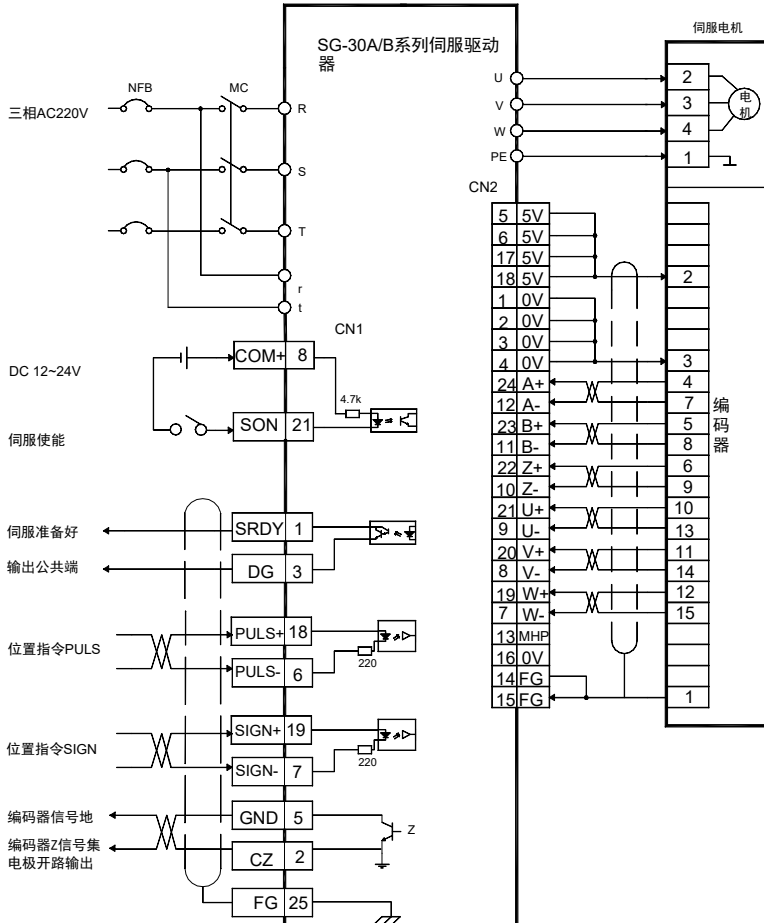 伺服电机
SG-30A/B系列伺服驱动
器
NFB
MC
三相AC220V
R
S
T
r
t
U
V
W
PE
2
3
4
1
电
机
CN2
5 5V
6 5V
17 5V
18 5V
1 0V
2 0V
3 0V
4 0V
24 A+
12 A-
23 B+
11 B-
22 Z+
10 Z-
21 U+
9 U-
20 V+
8 V-
19 W+
7 W-
13 MHP
16 0V
14 FG
15 FG
2
3
4
7
5
8
6
9
10
13
11
14
12
15
1
编
码
器
CN1
DC 12~24V
COM+ 8
4.7k
SON 21
伺服使能
伺服准备好
SRDY 1
输出公共端
DG 3
位置指令PULS
PULS+ 18
PULS- 6
220
位置指令SIGN
SIGN+ 19
SIGN- 7
220
编码器信号地
GND 5
Z
编码器Z信号集
电极开路输出
CZ 2
FG 25